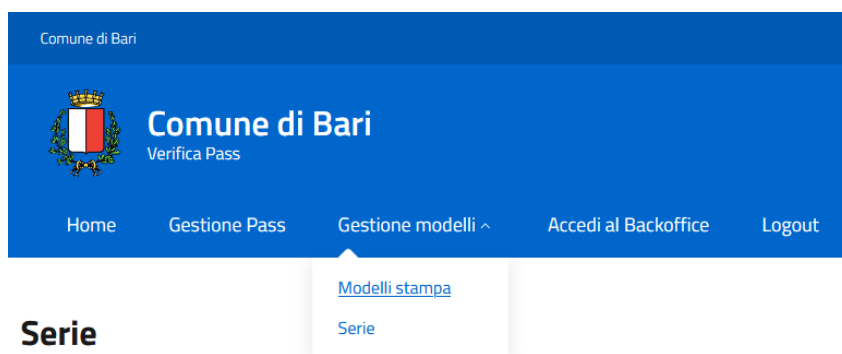 Comune di Bari
Comune di Bari
Verifica Pass
Home Gestione Pass Gestione modelli Accedi al Backoffice Logout
Modelli stampa
Serie
Serie